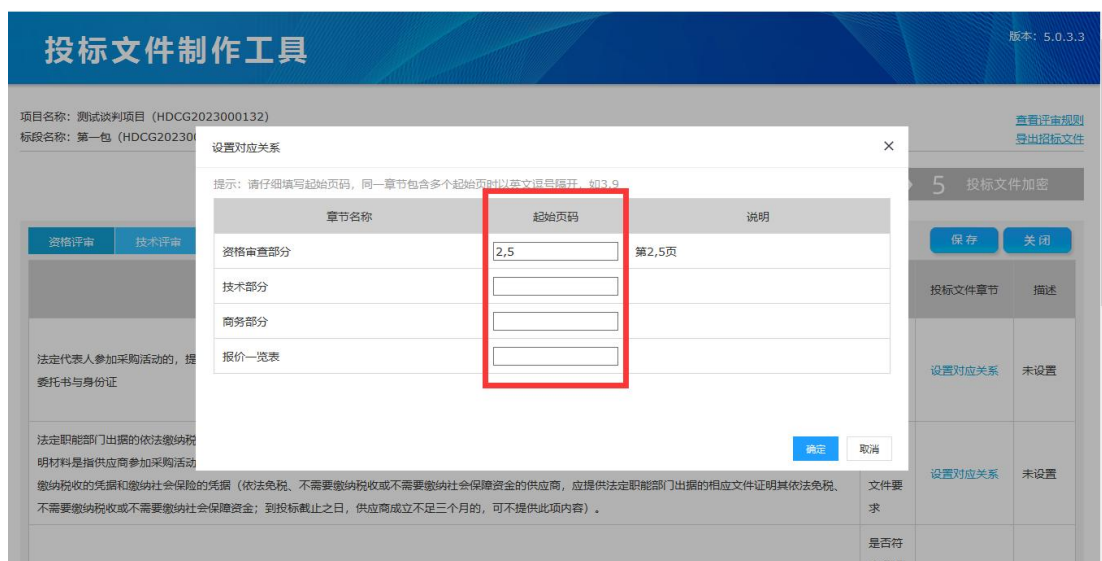 投标文件制作工具
版本: 5.0.3.3
项目名称: 测试谈判项目 (HDCG2023000132)
查看评审规则
标段名称: 第一包 (HDCG20230
导出招标文件
设置对应关系
×
提示: 请仔细填写起始页码, 同一章节包含多个起始页时以英文逗号隔开, 如3,9
5 投标文件加密
章节名称 起始页码 说明
资格评审 技术评审
保存 关闭
资格审查部分 2,5 第2,5页
技术部分
投标文件章节 描述
商务部分
报价一览表
法定代表人参加采购活动的, 提
委托书与身份证
设置对应关系 未设置
法定职能部门出据的依法缴纳税
明材料是指供应商参加采购活动
确定 取消
缴纳税收的凭据和缴纳社会保险的凭据 (依法免税、不需要缴纳税收或不需要缴纳社会保障资金的供应商, 应提供法定职能部门出据的相应文件证明其依法免税、
不需要缴纳税收或不需要缴纳社会保障资金; 到投标截止之日, 供应商成立不足三个月的, 可不提供此项内容) 。
文件要
求
设置对应关系 未设置
是否符